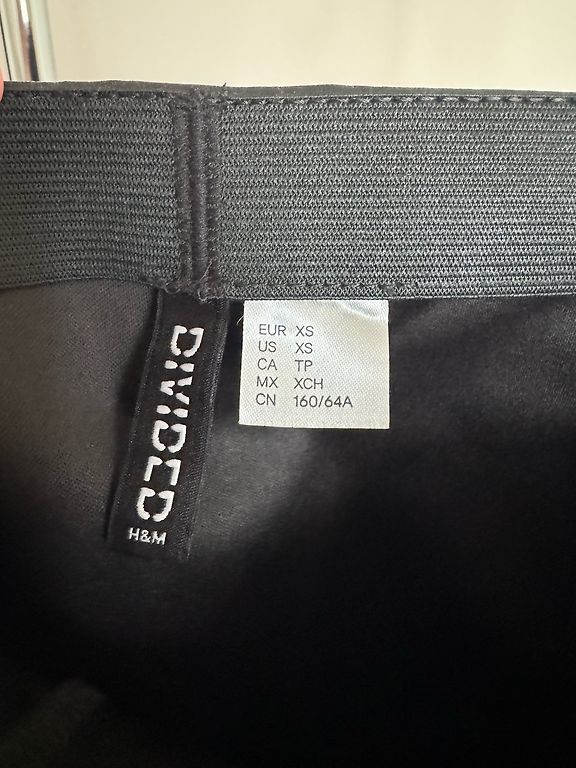 DIVIDED
H&M
EUR XS
US XS
CA TP
MX XCH
CN 160/64A